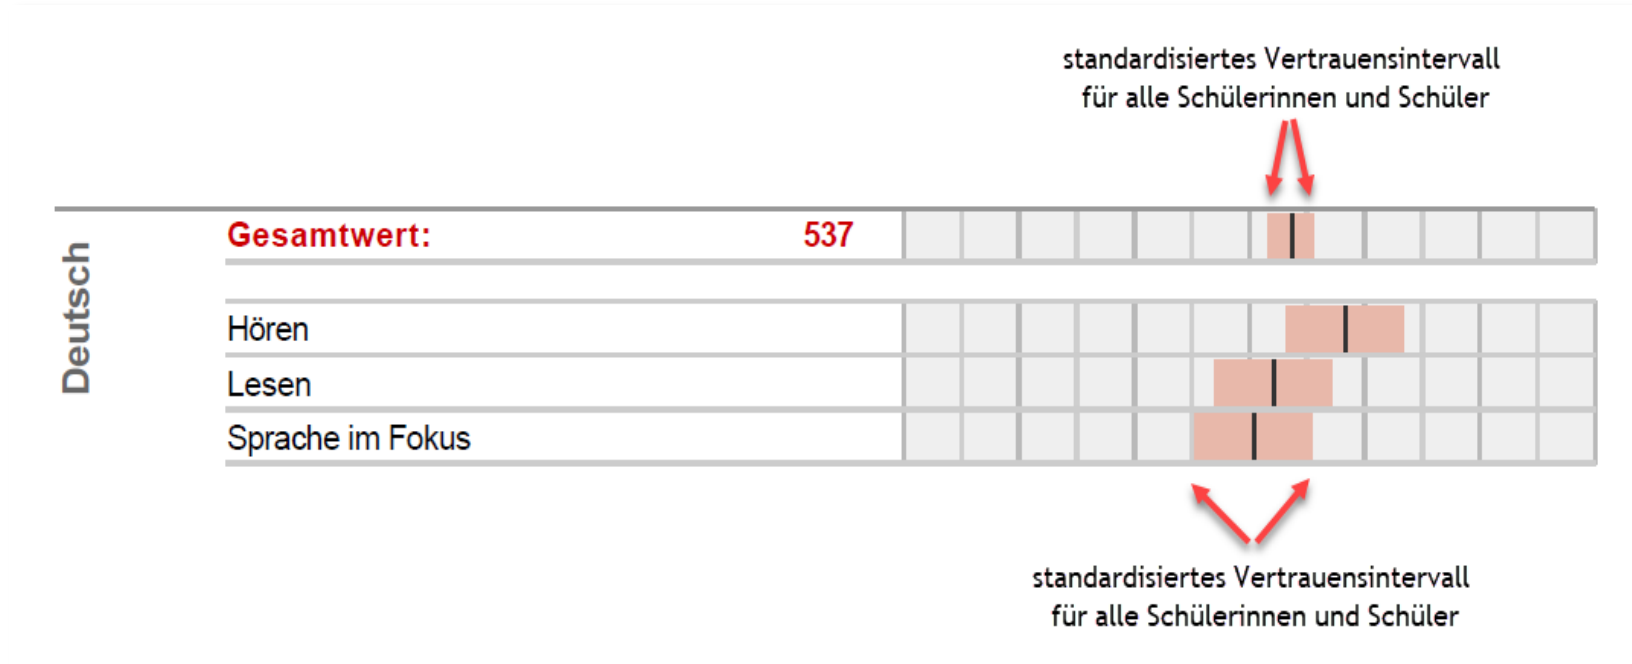 standardisiertes Vertrauensintervall
für alle Schülerinnen und Schüler
Deutsch
Gesamtwert: 537
Hören
Lesen
Sprache im Fokus
standardisiertes Vertrauensintervall
für alle Schülerinnen und Schüler